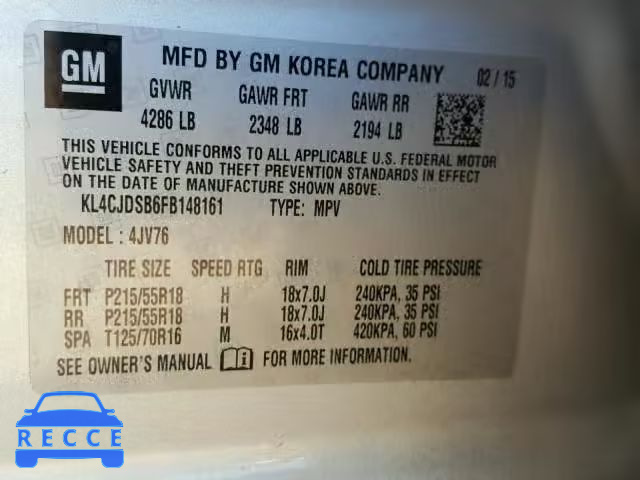 GM
MFD BY GM KOREA COMPANY 02/15
GVWR GAWR FRT GAWR RR
4286 LB 2348 LB 2194 LB
THIS VEHICLE CONFORMS TO ALL APPLICABLE U.S. FEDERAL MOTOR
VEHICLE SAFETY AND THEFT PREVENTION STANDARDS IN EFFECT
ON THE DATE OF MANUFACTURE SHOWN ABOVE.
KL4CJDSB6FB148161 TYPE: MPV
MODEL: 4JV76
TIRE SIZE SPEED RTG RIM COLD TIRE PRESSURE
FRT P215/55R18 H 18x7.0J 240KPA, 35 PSI
RR P215/55R18 H 18x7.0J 240KPA, 35 PSI
SPA T125/70R16 M 16x4.0T 420KPA, 60 PSI
SEE OWNER'S MANUAL FOR MORE INFORMATION.
RECCE